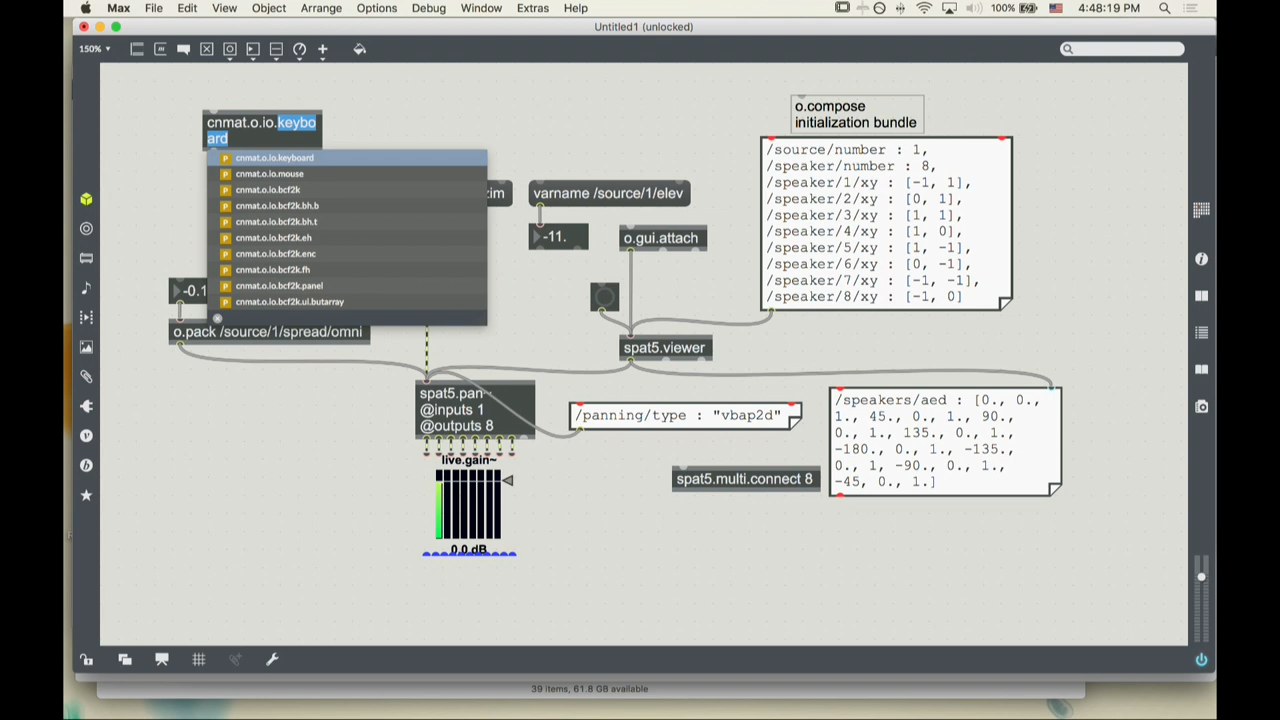 Max File Edit View Object Arrange Options Debug Window Extras Help 100% 4:48:19 PM
Untitled1 (unlocked)
150%
cnmat.o.io.keybo
ard
cnmat.o.io.keyboard
cnmat.o.io.mouse
cnmat.o.io.bcf2k
cnmat.o.io.bcf2k.bh.b
cnmat.o.io.bcf2k.bh.t
cnmat.o.io.bcf2k.eh
cnmat.o.io.bcf2k.enc
cnmat.o.io.bcf2k.fh
cnmat.o.io.bcf2k.panel
cnmat.o.io.bcf2k.ui.butarray
zim
varname /source/1/elev
-11.
o.gui.attach
o.compose
initialization bundle
/source/number : 1,
/speaker/number : 8,
/speaker/1/xy : [-1, 1],
/speaker/2/xy : [0, 1],
/speaker/3/xy : [1, 1],
/speaker/4/xy : [1, 0],
/speaker/5/xy : [1, -1],
/speaker/6/xy : [0, -1],
/speaker/7/xy : [-1, -1],
/speaker/8/xy : [-1, 0]
-0.1
o.pack /source/1/spread/omni
spat5.viewer
spat5.pan~
@inputs 1
@outputs 8
/panning/type : "vbap2d"
/speakers/aed : [0., 0.,
1., 45., 0., 1., 90.,
0., 1., 135., 0., 1.,
-180., 0., 1., -135.,
0., 1, -90., 0., 1.,
-45, 0., 1.]
live.gain~
spat5.multi.connect 8
0.0 dB
39 items, 61.8 GB available